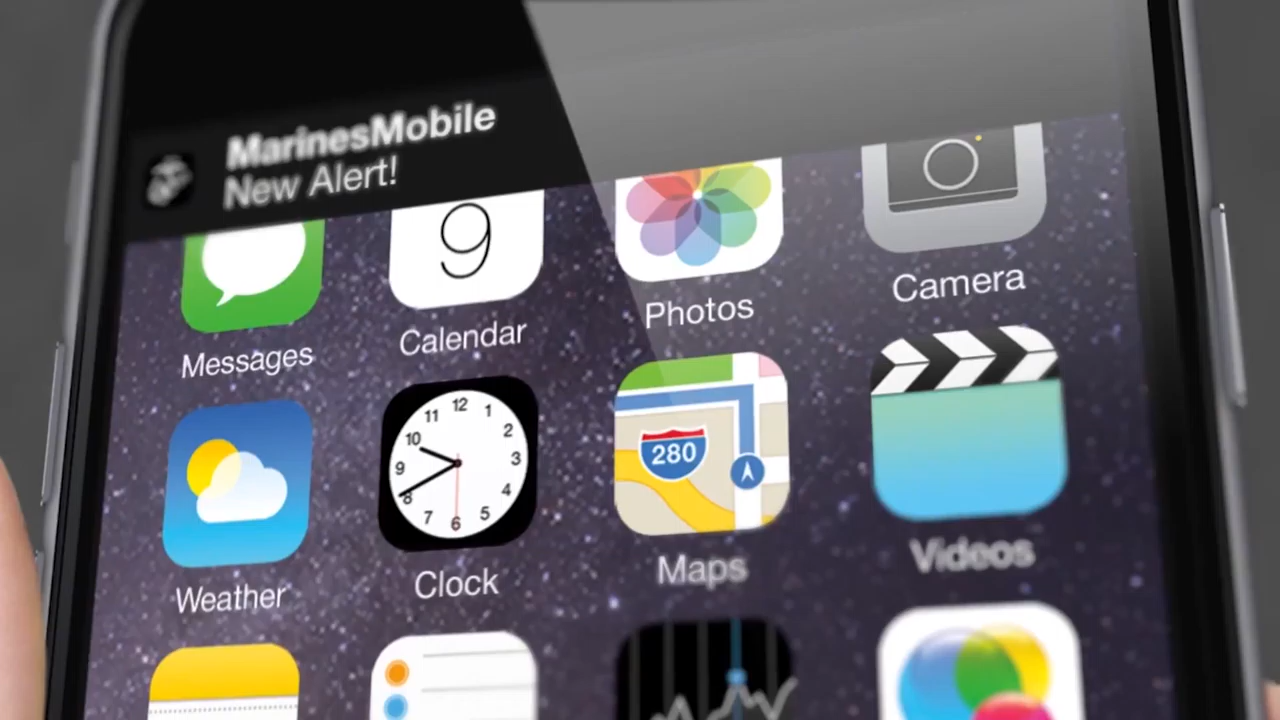 MarinesMobile
New Alert!
9
Messages
Calendar
Photos
Camera
12
11
1
10
2
9
3
8
4
7
5
6
280
Weather
Clock
Maps
Videos